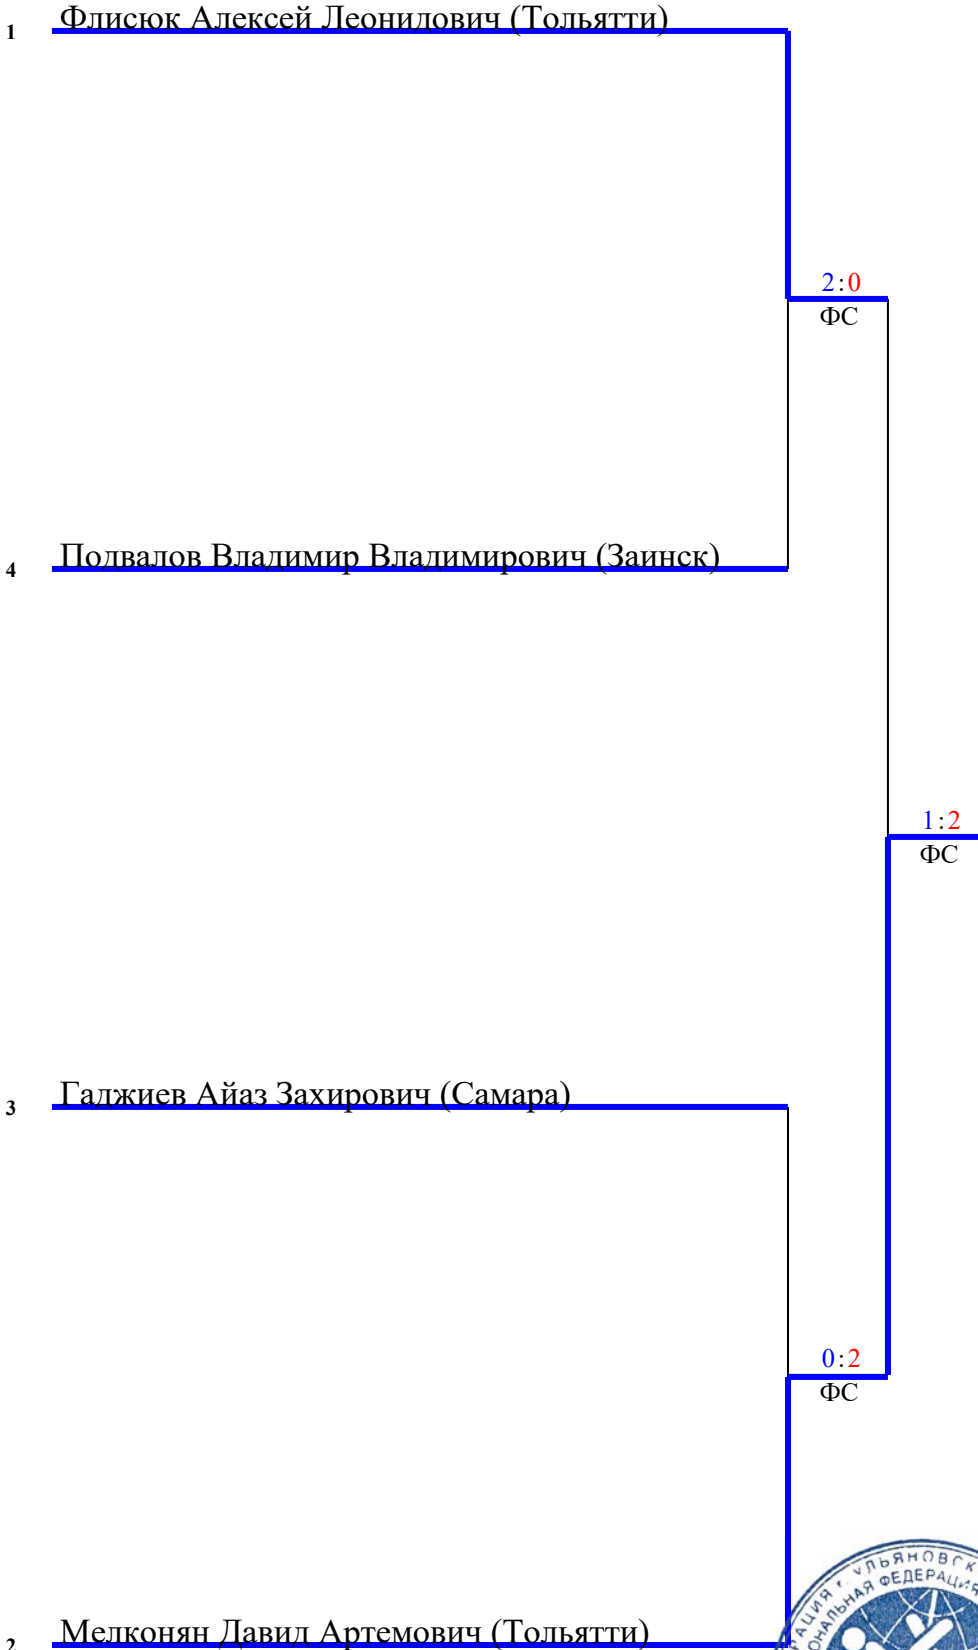 1 Флисюк Алексей Леонидович (Тольятти)
2:0
ФС
4 Подвалов Владимир Владимирович (Заинск)
1:2
ФС
3 Гаджиев Айаз Захирович (Самара)
0:2
ФС
2 Мелконян Давид Артемович (Тольятти)